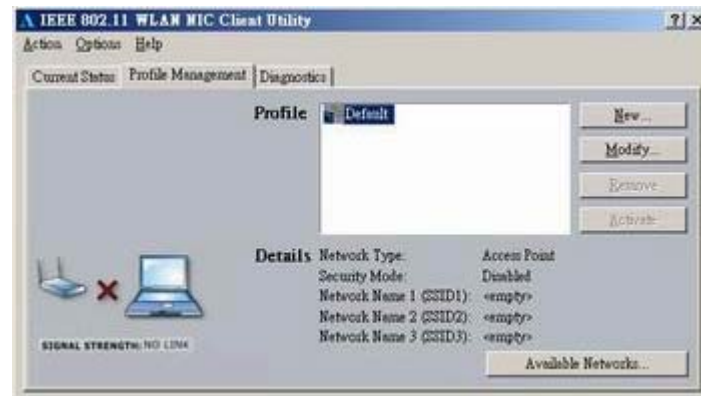 IEEE 802.11 WLAN NIC Client Utility
Action Options Help
Current Status Profile Management Diagnostics
Profile Default
New...
Modify...
Remove
Activate
Details
Network Type: Access Point
Security Mode: Disabled
Network Name 1 (SSID1): <empty>
Network Name 2 (SSID2): <empty>
Network Name 3 (SSID3): <empty>
SIGNAL STRENGTH: NO LINK
Available Networks...